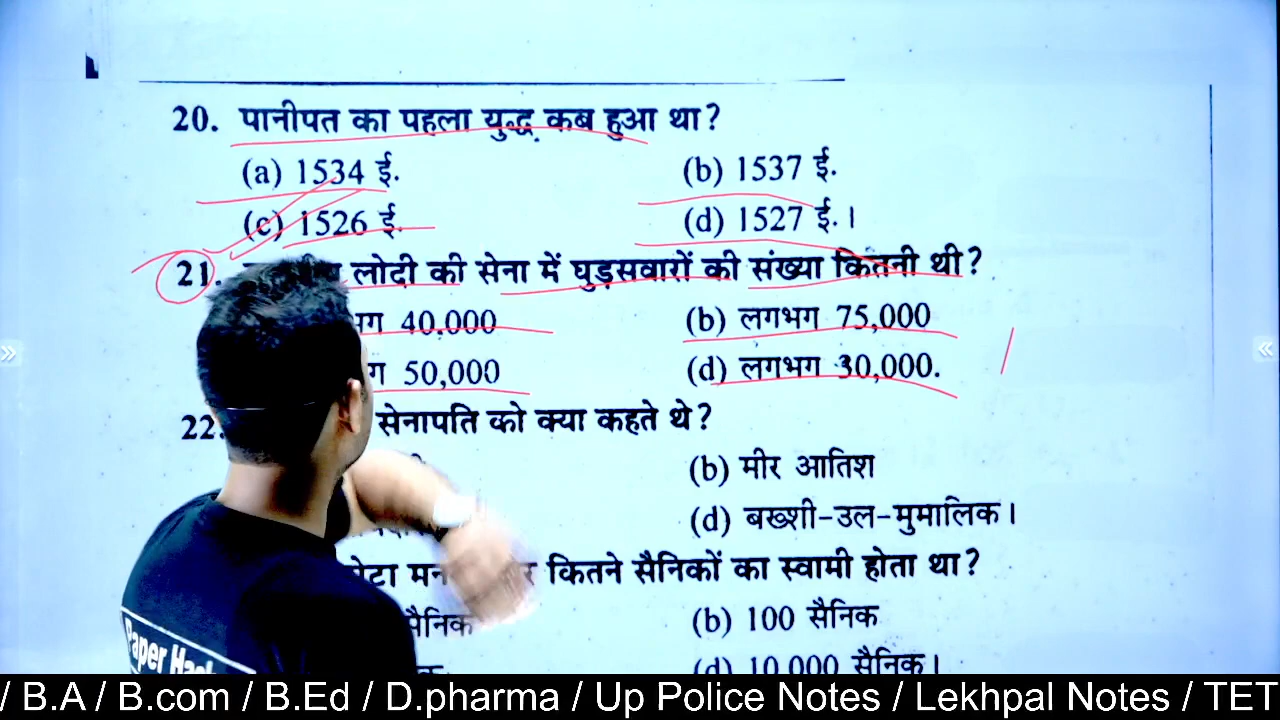 20. पानीपत का पहला युद्ध कब हुआ था?
(a) 1534 ई. (b) 1537 ई.
(c) 1526 ई. (d) 1527 ई.।
21. लोदी की सेना में घुड़सवारों की संख्या कितनी थी?
40,000 (b) लगभग 75,000
50,000 (d) लगभग 30,000.
22. सेनापति को क्या कहते थे?
(b) मीर आतिश
(d) बख्शी-उल-मुमालिक।
कितने सैनिकों का स्वामी होता था?
सैनिक (b) 100 सैनिक
(d) 10,000 सैनिक।
Paper
/ B.A / B.com / B.Ed / D.pharma / Up Police Notes / Lekhpal Notes / TET